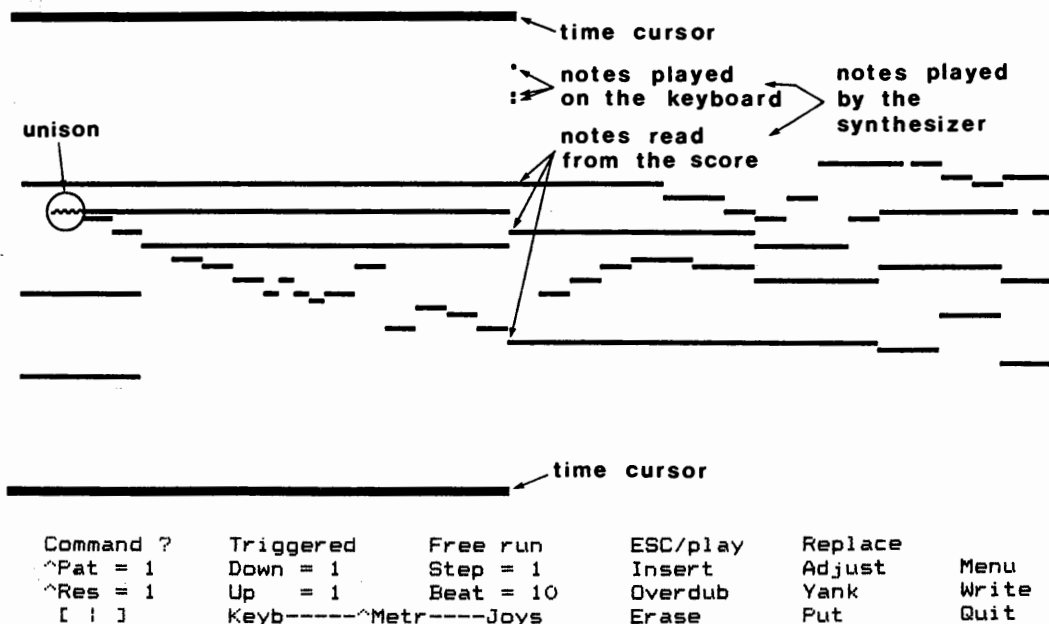 time cursor
notes played
on the keyboard
notes played
by the
synthesizer
unison
notes read
from the score
time cursor
Command ? Triggered Free run ESC/play Replace
^Pat = 1 Down = 1 Step = 1 Insert Adjust Menu
^Res = 1 Up = 1 Beat = 10 Overdub Yank Write
[ ¦ ] Keyb-----^Metr----Joys Erase Put Quit